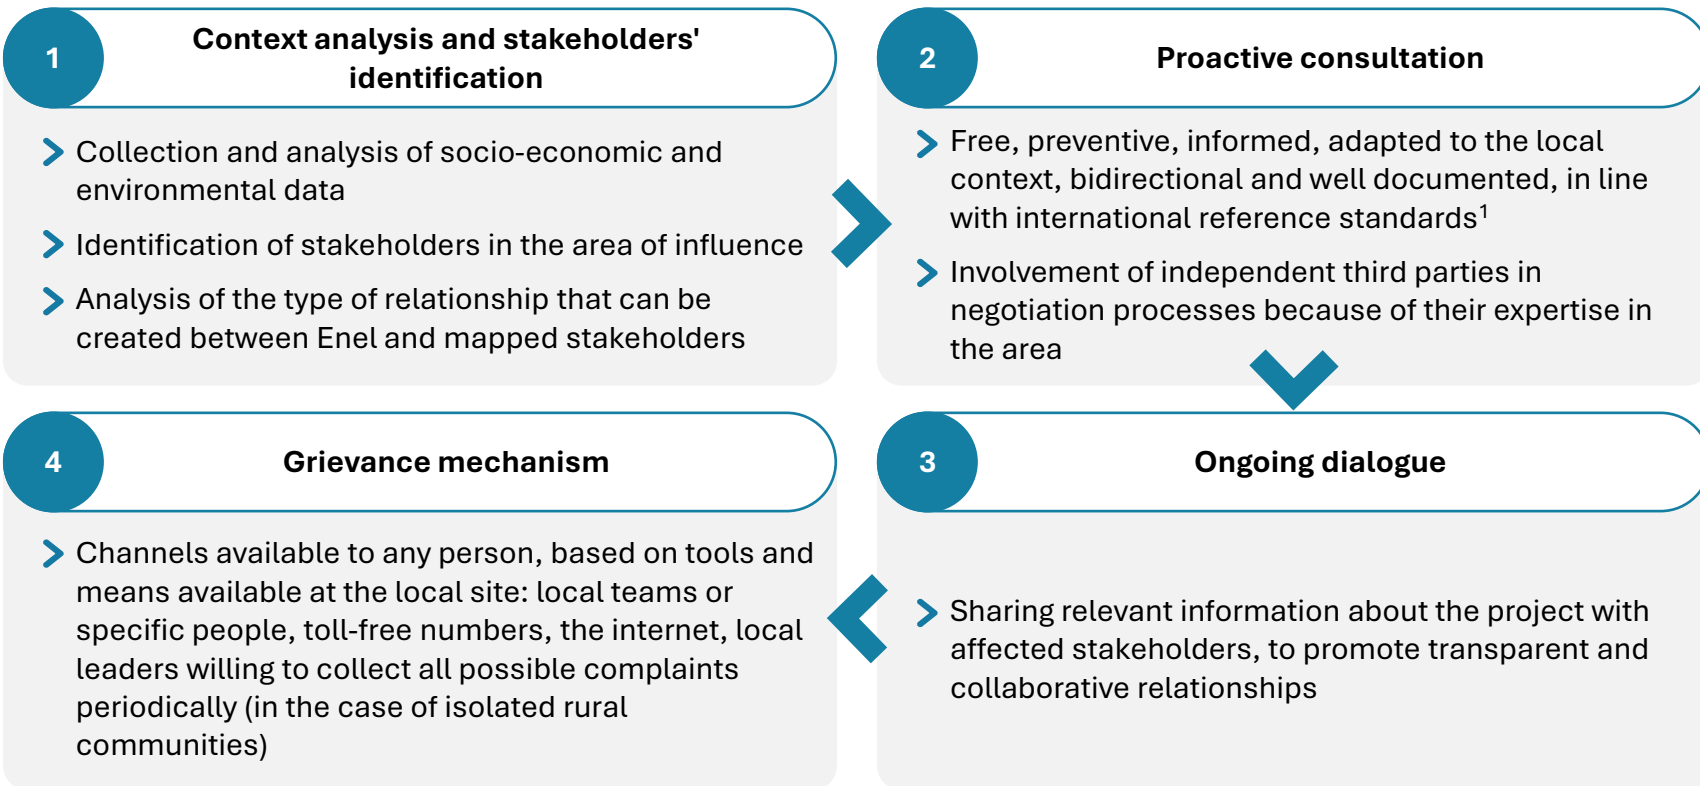 1
Context analysis and stakeholders'
identification
Collection and analysis of socio-economic and
environmental data
Identification of stakeholders in the area of influence
Analysis of the type of relationship that can be
created between Enel and mapped stakeholders
2
Proactive consultation
Free, preventive, informed, adapted to the local
context, bidirectional and well documented, in line
with international reference standards¹
Involvement of independent third parties in
negotiation processes because of their expertise in
the area
3
Ongoing dialogue
Sharing relevant information about the project with
affected stakeholders, to promote transparent and
collaborative relationships
4
Grievance mechanism
Channels available to any person, based on tools and
means available at the local site: local teams or
specific people, toll-free numbers, the internet, local
leaders willing to collect all possible complaints
periodically (in the case of isolated rural
communities)